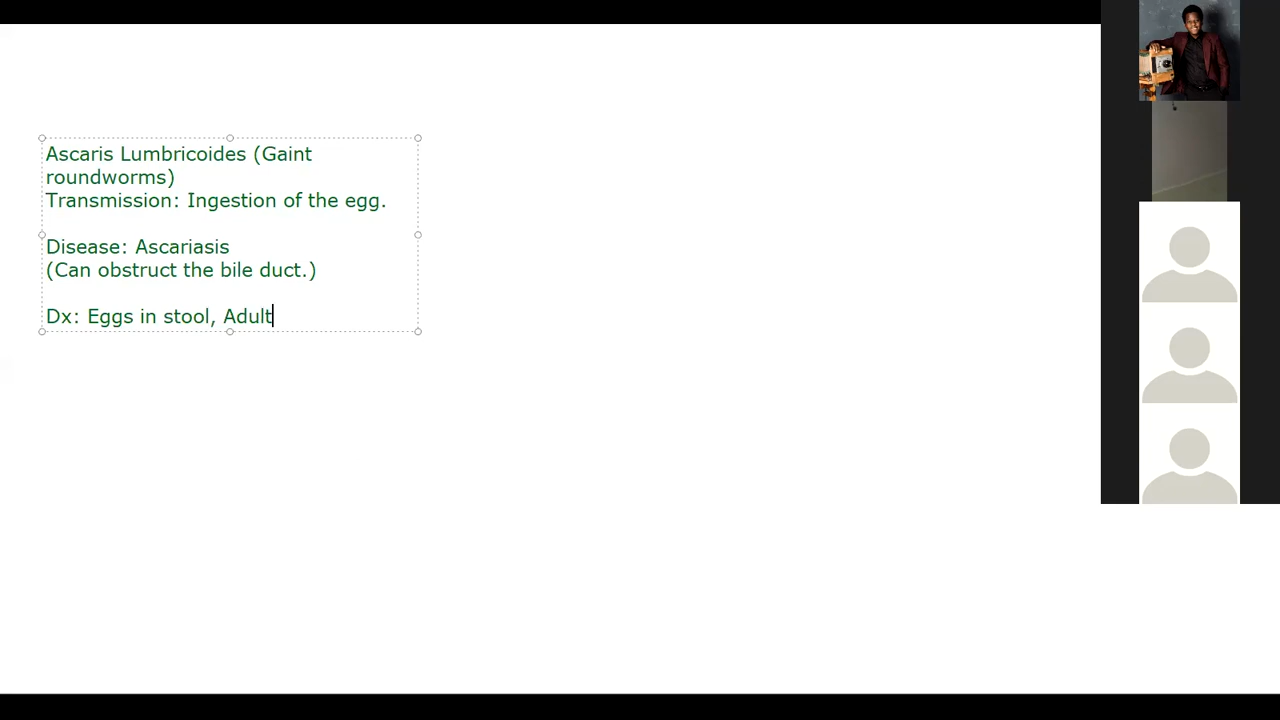 Ascaris Lumbricoides (Gaint
roundworms)
Transmission: Ingestion of the egg.
Disease: Ascariasis
(Can obstruct the bile duct.)
Dx: Eggs in stool, Adult